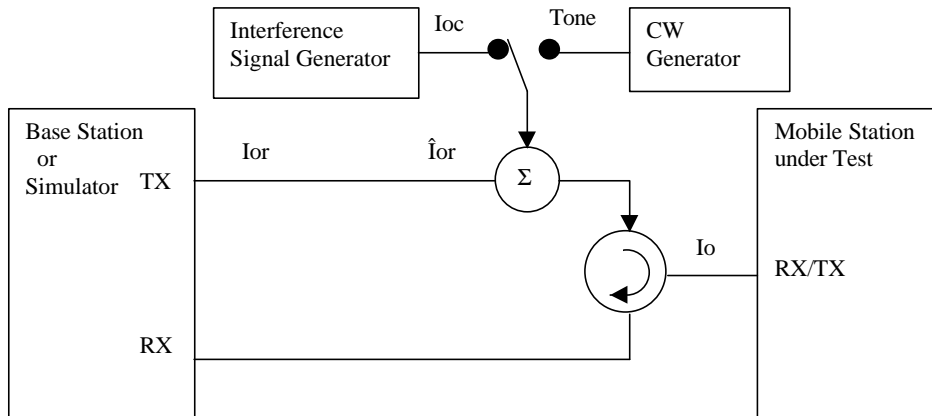 Interference
Signal Generator
Ioc
Tone
CW
Generator
Base Station
or
Simulator
TX
Ior
Îor
Σ
Mobile Station
under Test
Io
RX/TX
RX